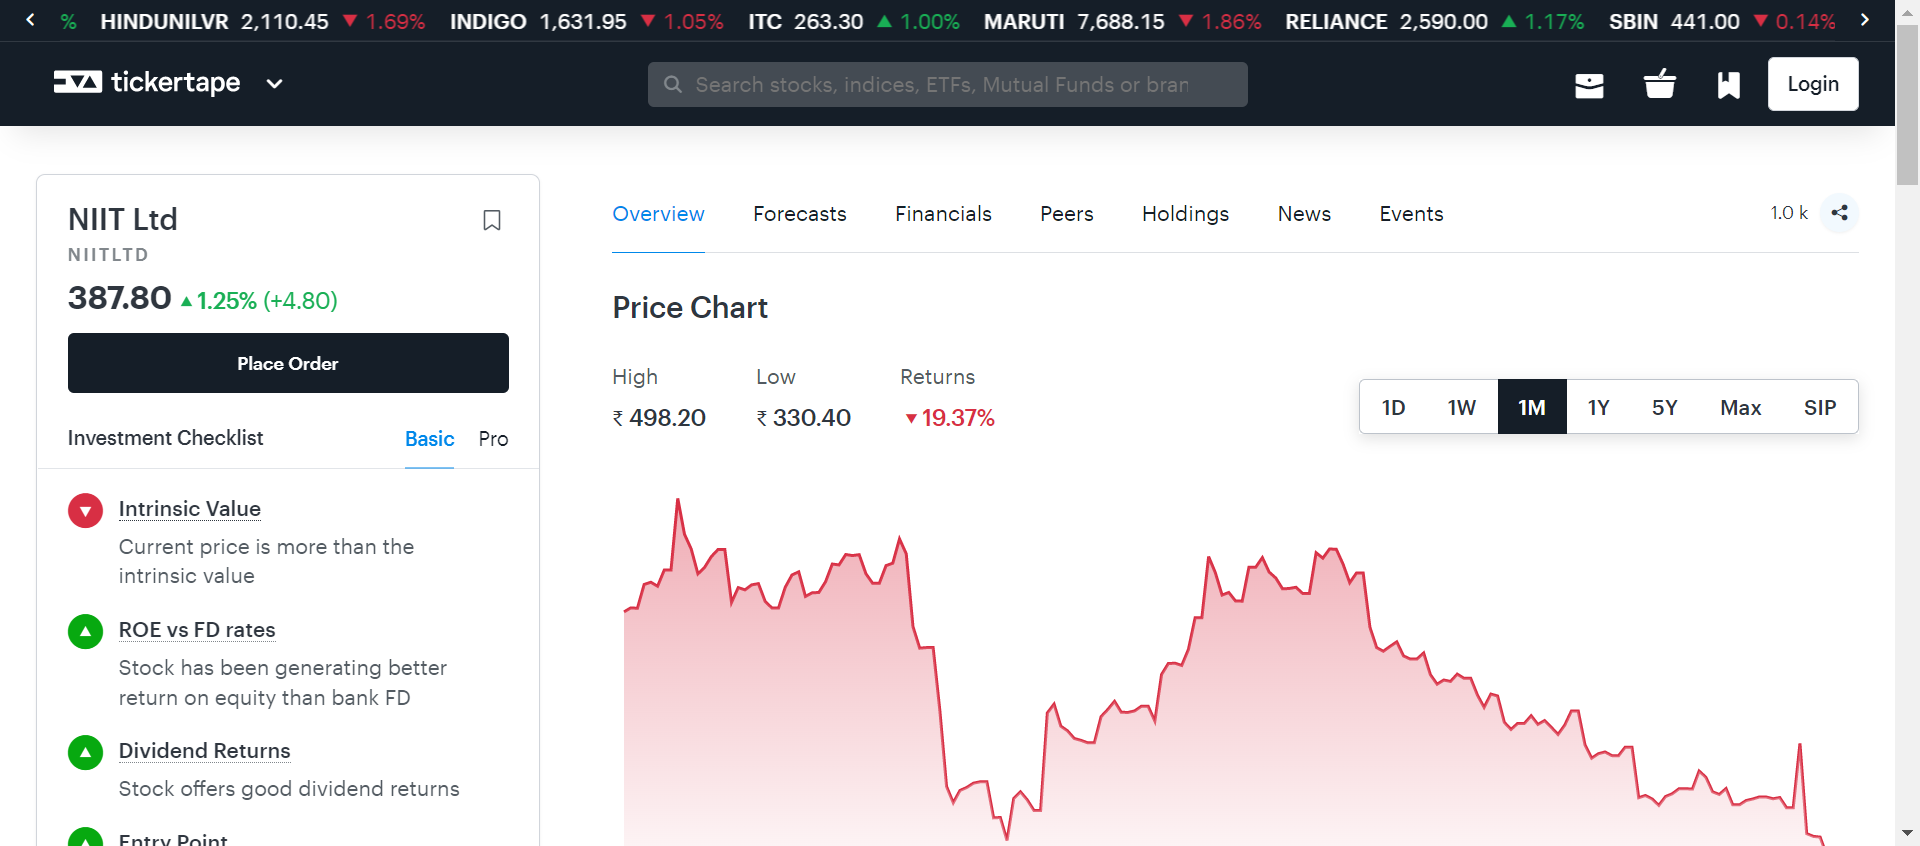 % HINDUNILVR 2,110.45 ▼ 1.69% INDIGO 1,631.95 ▼ 1.05% ITC 263.30 ▲ 1.00% MARUTI 7,688.15 ▼ 1.86% RELIANCE 2,590.00 ▲ 1.17% SBIN 441.00 ▼ 0.14%
tickertape
Search stocks, indices, ETFs, Mutual Funds or bran
Login
NIIT Ltd
NIITLTD
387.80 ▲ 1.25% (+4.80)
Place Order
Investment Checklist Basic Pro
Intrinsic Value
Current price is more than the
intrinsic value
ROE vs FD rates
Stock has been generating better
return on equity than bank FD
Dividend Returns
Stock offers good dividend returns
Entry Point
Overview Forecasts Financials Peers Holdings News Events 1.0 k
Price Chart
High Low Returns
₹ 498.20 ₹ 330.40 ▼ 19.37%
1D 1W 1M 1Y 5Y Max SIP